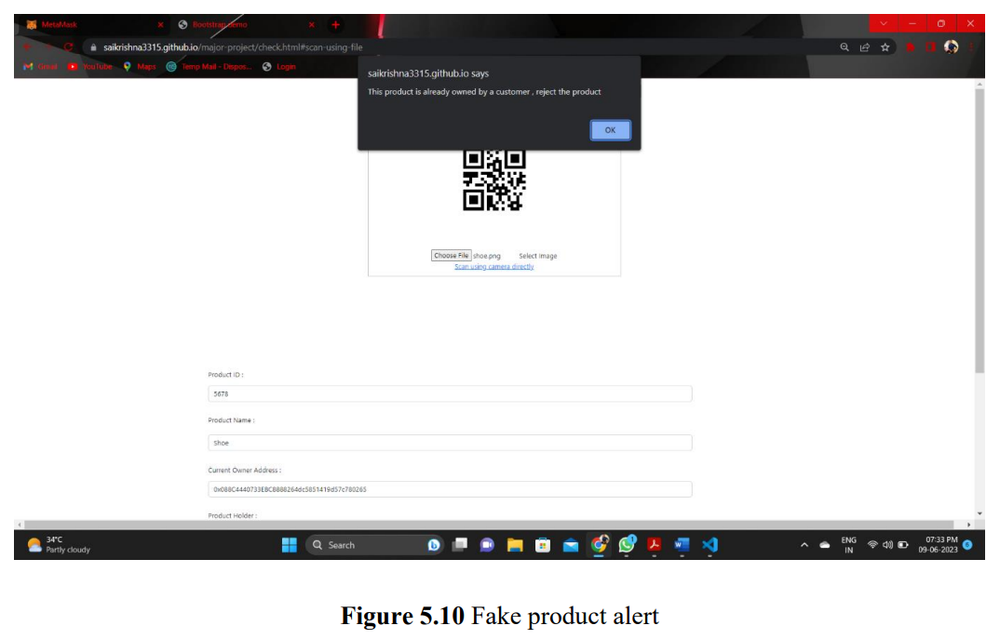 MetaMask
Bootstrap demo
saikrishna3315.github.io/major-project/check.html#scan-using-file
Gmail YouTube Maps Temp Mail - Dispos... Login
saikrishna3315.github.io says
This product is already owned by a customer , reject the product
OK
Choose File shoe.png Select Image
Scan using camera directly
Product ID :
5678
Product Name :
Shoe
Current Owner Address :
Product Holder :
34°C
Partly cloudy
Search
ENG
IN
07:33 PM
09-06-2023
Figure 5.10 Fake product alert